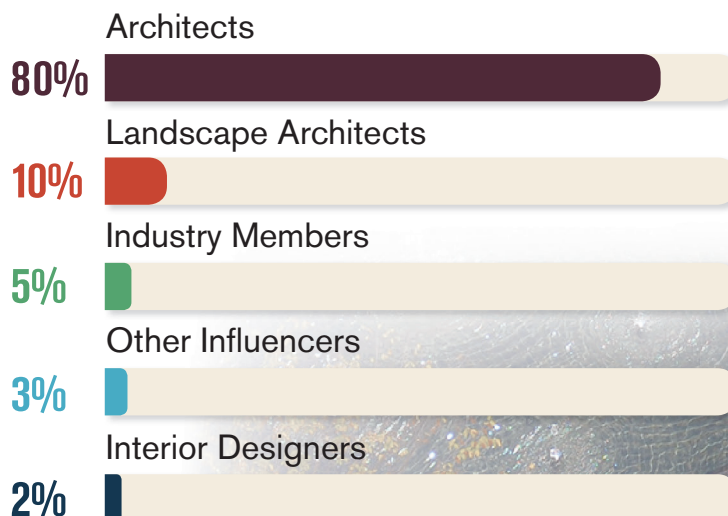 Architects
80%
Landscape Architects
10%
Industry Members
5%
Other Influencers
3%
Interior Designers
2%